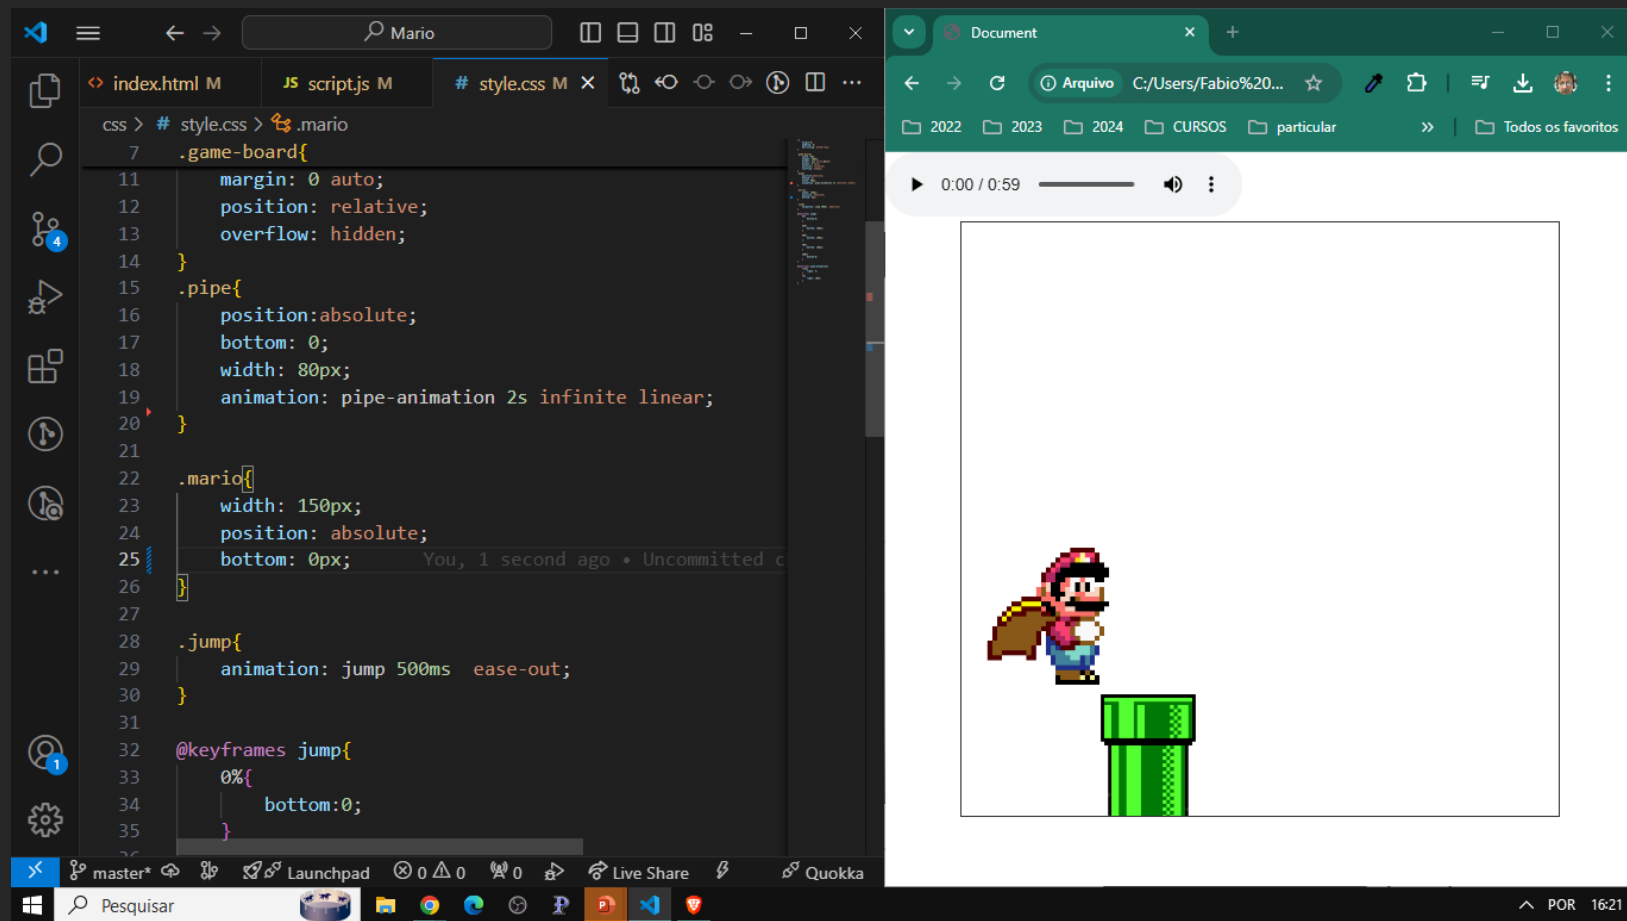 Mario
index.html M
JS script.js M
# style.css M
css > # style.css > .mario
7 .game-board{
11 margin: 0 auto;
12 position: relative;
13 overflow: hidden;
14 }
15 .pipe{
16 position:absolute;
17 bottom: 0;
18 width: 80px;
19 animation: pipe-animation 2s infinite linear;
20 }
21
22 .mario{
23 width: 150px;
24 position: absolute;
25 bottom: 0px; You, 1 second ago • Uncommitted c
26 }
27
28 .jump{
29 animation: jump 500ms  ease-out;
30 }
31
32 @keyframes jump{
33 0%{
34 bottom:0;
35 }
4
1
master* Launchpad 0 0 0 Live Share Quokka
Document
Arquivo C:/Users/Fabio%20...
2022 2023 2024 CURSOS particular » Todos os favoritos
0:00 / 0:59
Pesquisar
POR 16:21